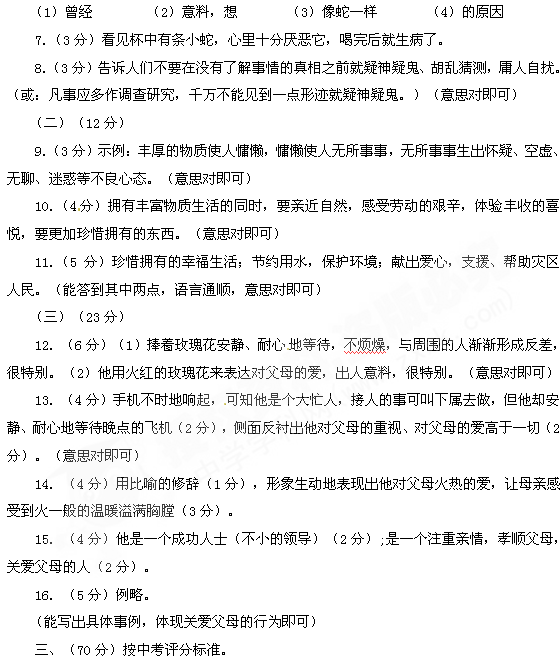 （1）曾经　　（2）意料，想　　（3）像蛇一样　　（4）的原因
7.（3分）看见杯中有条小蛇，心里十分厌恶它，喝完后就生病了。
8.（3分）告诉人们不要在没有了解事情的真相之前就疑神疑鬼、胡乱猜测，庸人自扰。
（或：凡事应多作调查研究，千万不能见到一点形迹就疑神疑鬼。）（意思对即可）
（二）（12分）
9.（3分）示例：丰厚的物质使人慵懒，慵懒使人无所事事，无所事事生出怀疑、空虚、
无聊、迷惑等不良心态。（意思对即可）
10.（4分）拥有丰富物质生活的同时，要亲近自然，感受劳动的艰辛，体验丰收的喜
悦，要更加珍惜拥有的东西。（意思对即可）
11.（5 分）珍惜拥有的幸福生活；节约用水，保护环境；献出爱心，支援、帮助灾区
人民。（能答到其中两点，语言通顺，意思对即可）
（三）（23分）
12.（6分）（1）捧着玫瑰花安静、耐心地等待，不烦燥，与周围的人渐渐形成反差，
很特别。（2）他用火红的玫瑰花来表达对父母的爱，出人意料，很特别。（意思对即可）
13.（4分）手机不时地响起，可知他是个大忙人，接人的事可叫下属去做，但他却安
静、耐心地等待晚点的飞机（2分），侧面反衬出他对父母的重视、对父母的爱高于一切（2
分）。（意思对即可）
14.（4分）用比喻的修辞（1分），形象生动地表现出他对父母火热的爱，让母亲感
受到火一般的温暖溢满胸膛（3分）。
15.（4分）他是一个成功人士（不小的领导）（2分）;是一个注重亲情，孝顺父母，
关爱父母的人（2分）。
16.（5分）例略。
（能写出具体事例，体现关爱父母的行为即可）
三、（70分）按中考评分标准。